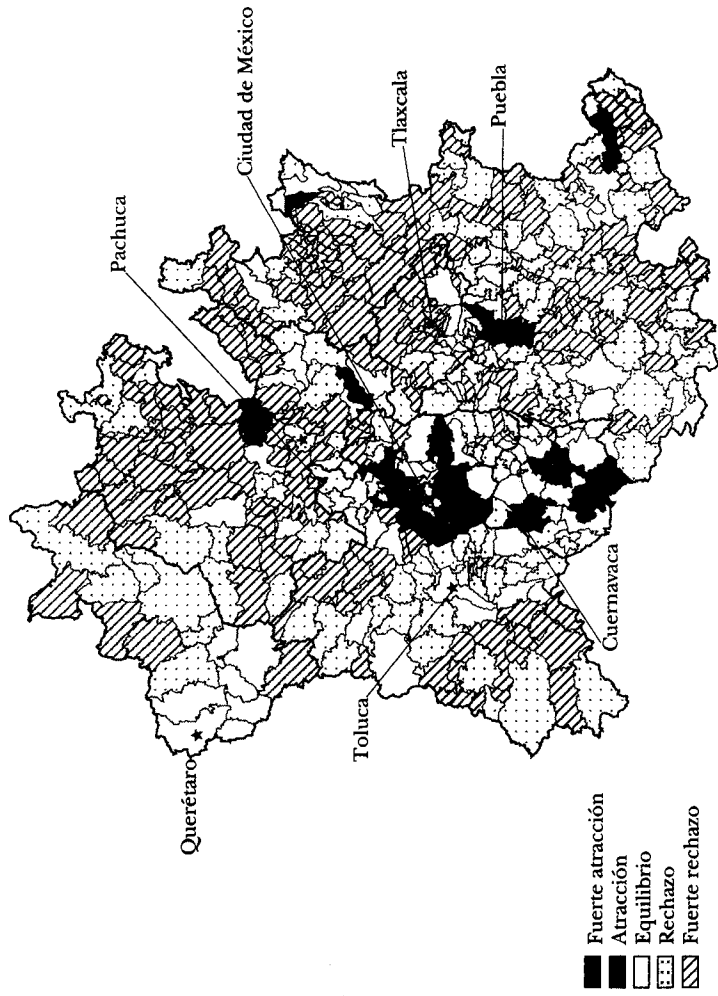 Querétaro
Pachuca
Ciudad de México
Tlaxcala
Puebla
Toluca
Cuernavaca
Fuerte atracción
Atracción
Equilibrio
Rechazo
Fuerte rechazo